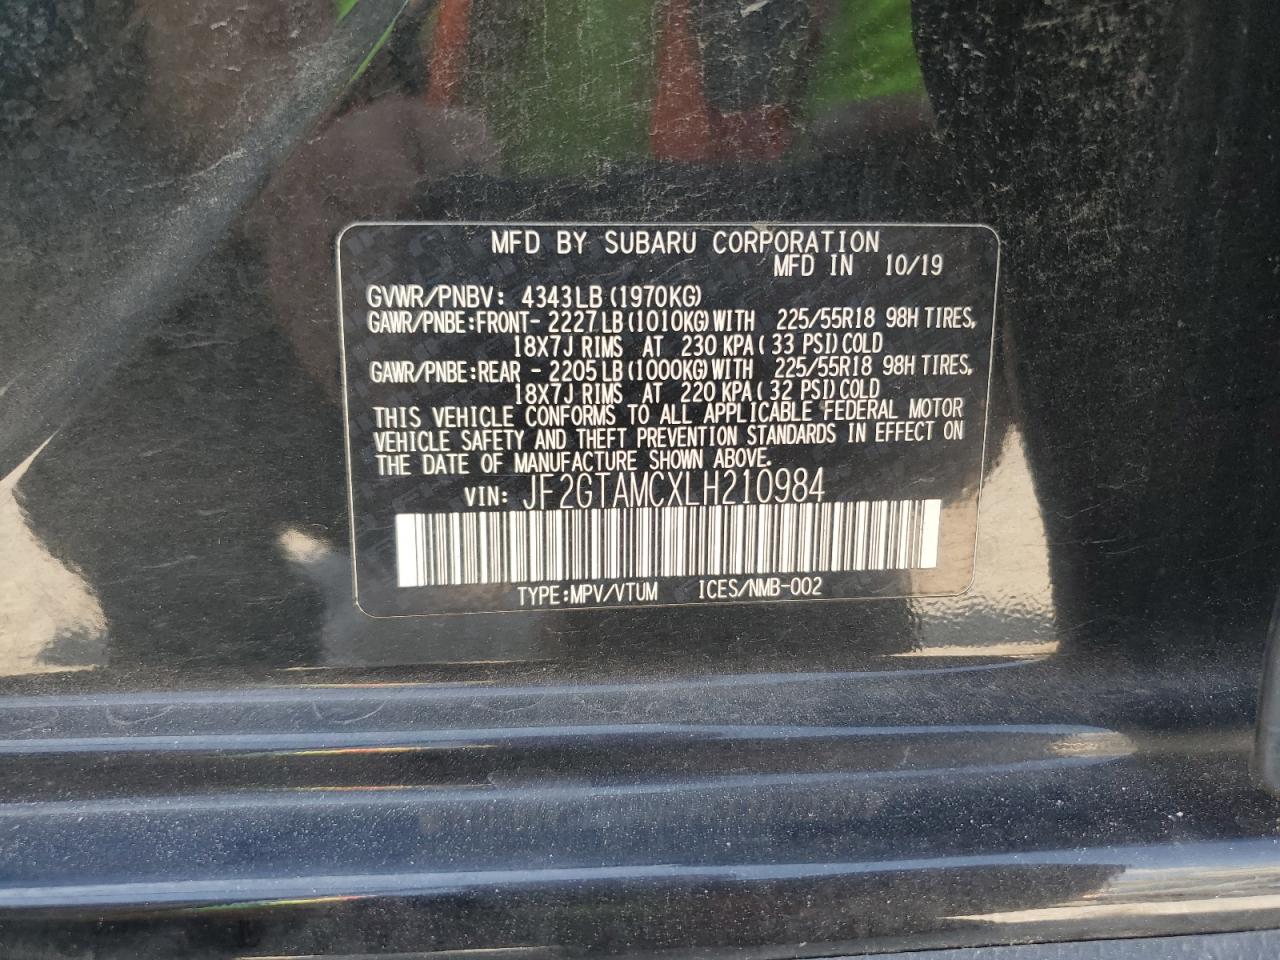 MFD BY SUBARU CORPORATION
MFD IN 10/19
GVWR/PNBV: 4343LB (1970KG)
GAWR/PNBE:FRONT- 2227LB(1010KG)WITH 225/55R18 98H TIRES,
18X7J RIMS AT 230 KPA( 33 PSI)COLD
GAWR/PNBE:REAR - 2205LB(1000KG)WITH 225/55R18 98H TIRES,
18X7J RIMS AT 220 KPA( 32 PSI)COLD
THIS VEHICLE CONFORMS TO ALL APPLICABLE FEDERAL MOTOR
VEHICLE SAFETY AND THEFT PREVENTION STANDARDS IN EFFECT ON
THE DATE OF MANUFACTURE SHOWN ABOVE.
VIN: JF2GTAMCXLH210984
TYPE:MPV/VTUM ICES/NMB-002